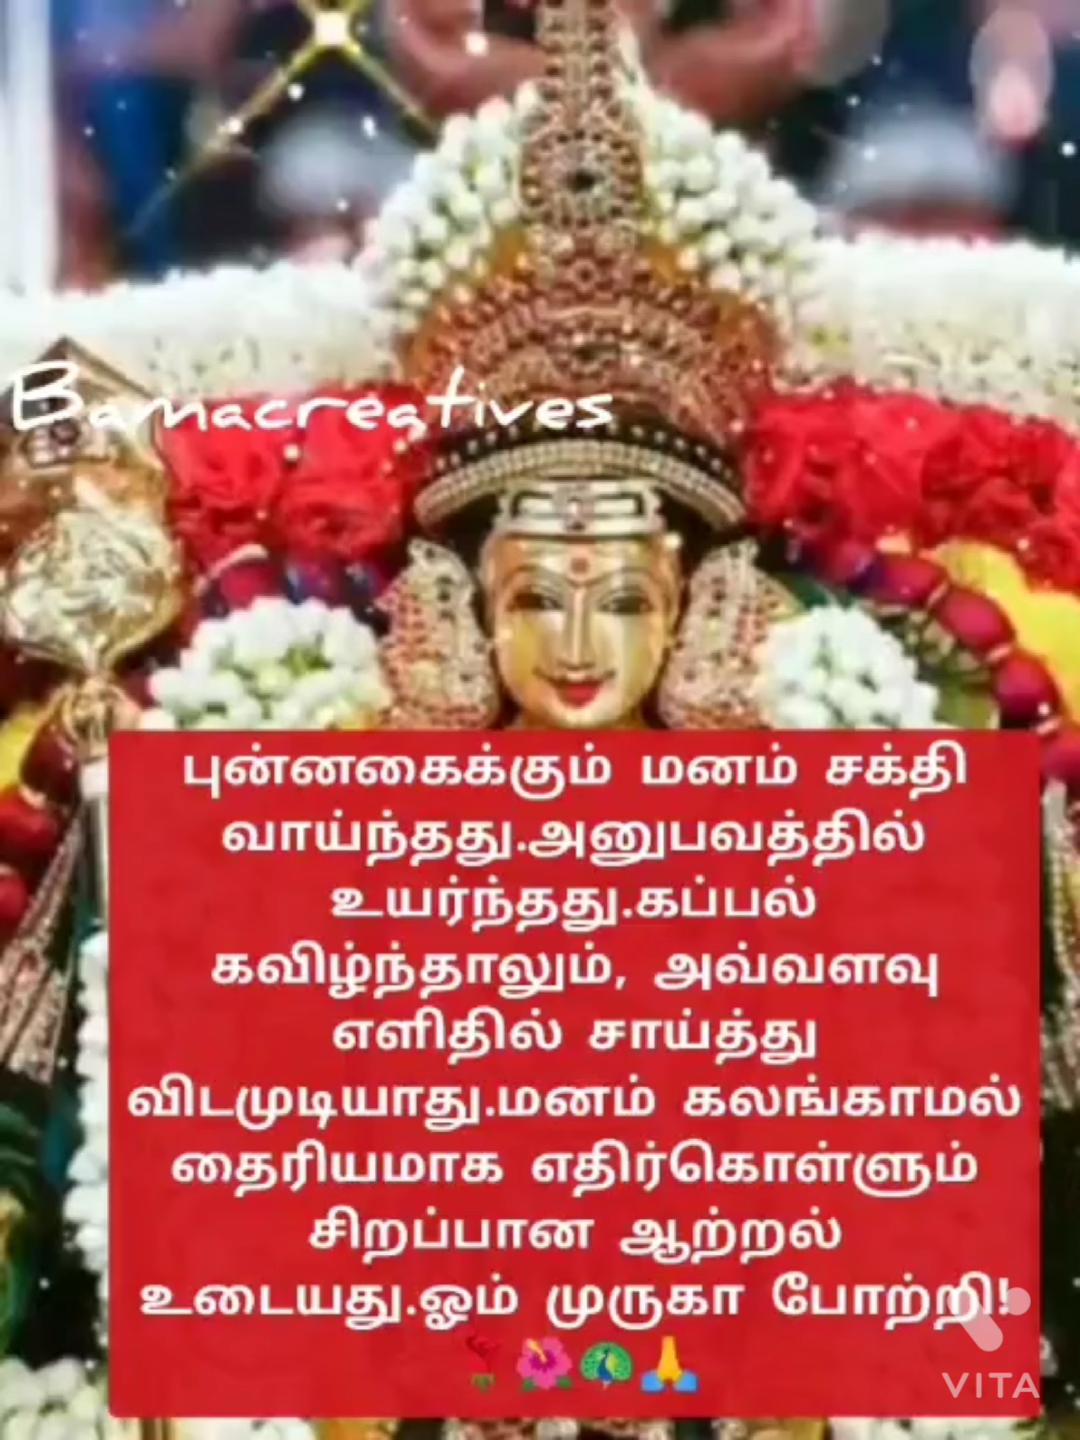 Bamacreatives
புன்னகைக்கும் மனம் சக்தி
வாய்ந்தது.அனுபவத்தில்
உயர்ந்தது.கப்பல்
கவிழ்ந்தாலும், அவ்வளவு
எளிதில் சாய்த்து
விடமுடியாது.மனம் கலங்காமல்
தைரியமாக எதிர்கொள்ளும்
சிறப்பான ஆற்றல்
உடையது.ஓம் முருகா போற்றி!
VITA